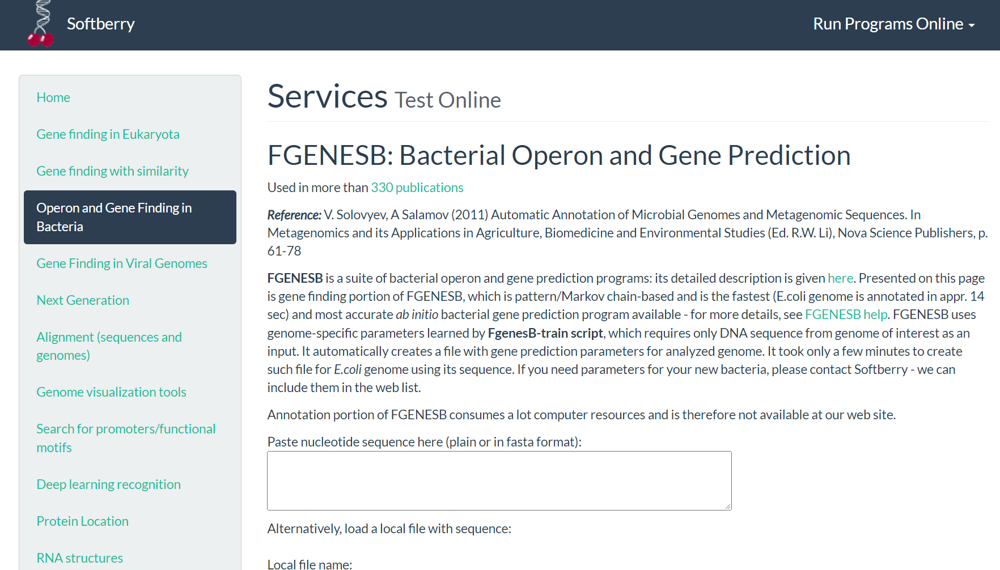 Softberry
Run Programs Online
Home
Gene finding in Eukaryota
Gene finding with similarity
Operon and Gene Finding in
Bacteria
Gene Finding in Viral Genomes
Next Generation
Alignment (sequences and
genomes)
Genome visualization tools
Search for promoters/functional
motifs
Deep learning recognition
Protein Location
RNA structures
Services Test Online
FGENESB: Bacterial Operon and Gene Prediction
Used in more than 330 publications
Reference: V. Solovyev, A Salamov (2011) Automatic Annotation of Microbial Genomes and Metagenomic Sequences. In
Metagenomics and its Applications in Agriculture, Biomedicine and Environmental Studies (Ed. R.W. Li), Nova Science Publishers, p.
61-78
FGENESB is a suite of bacterial operon and gene prediction programs: its detailed description is given here. Presented on this page
is gene finding portion of FGENESB, which is pattern/Markov chain-based and is the fastest (E.coli genome is annotated in appr. 14
sec) and most accurate ab initio bacterial gene prediction program available - for more details, see FGENESB help. FGENESB uses
genome-specific parameters learned by FgenesB-train script, which requires only DNA sequence from genome of interest as an
input. It automatically creates a file with gene prediction parameters for analyzed genome. It took only a few minutes to create
such file for E.coli genome using its sequence. If you need parameters for your new bacteria, please contact Softberry - we can
include them in the web list.
Annotation portion of FGENESB consumes a lot computer resources and is therefore not available at our web site.
Paste nucleotide sequence here (plain or in fasta format):
Alternatively, load a local file with sequence:
Local file name: